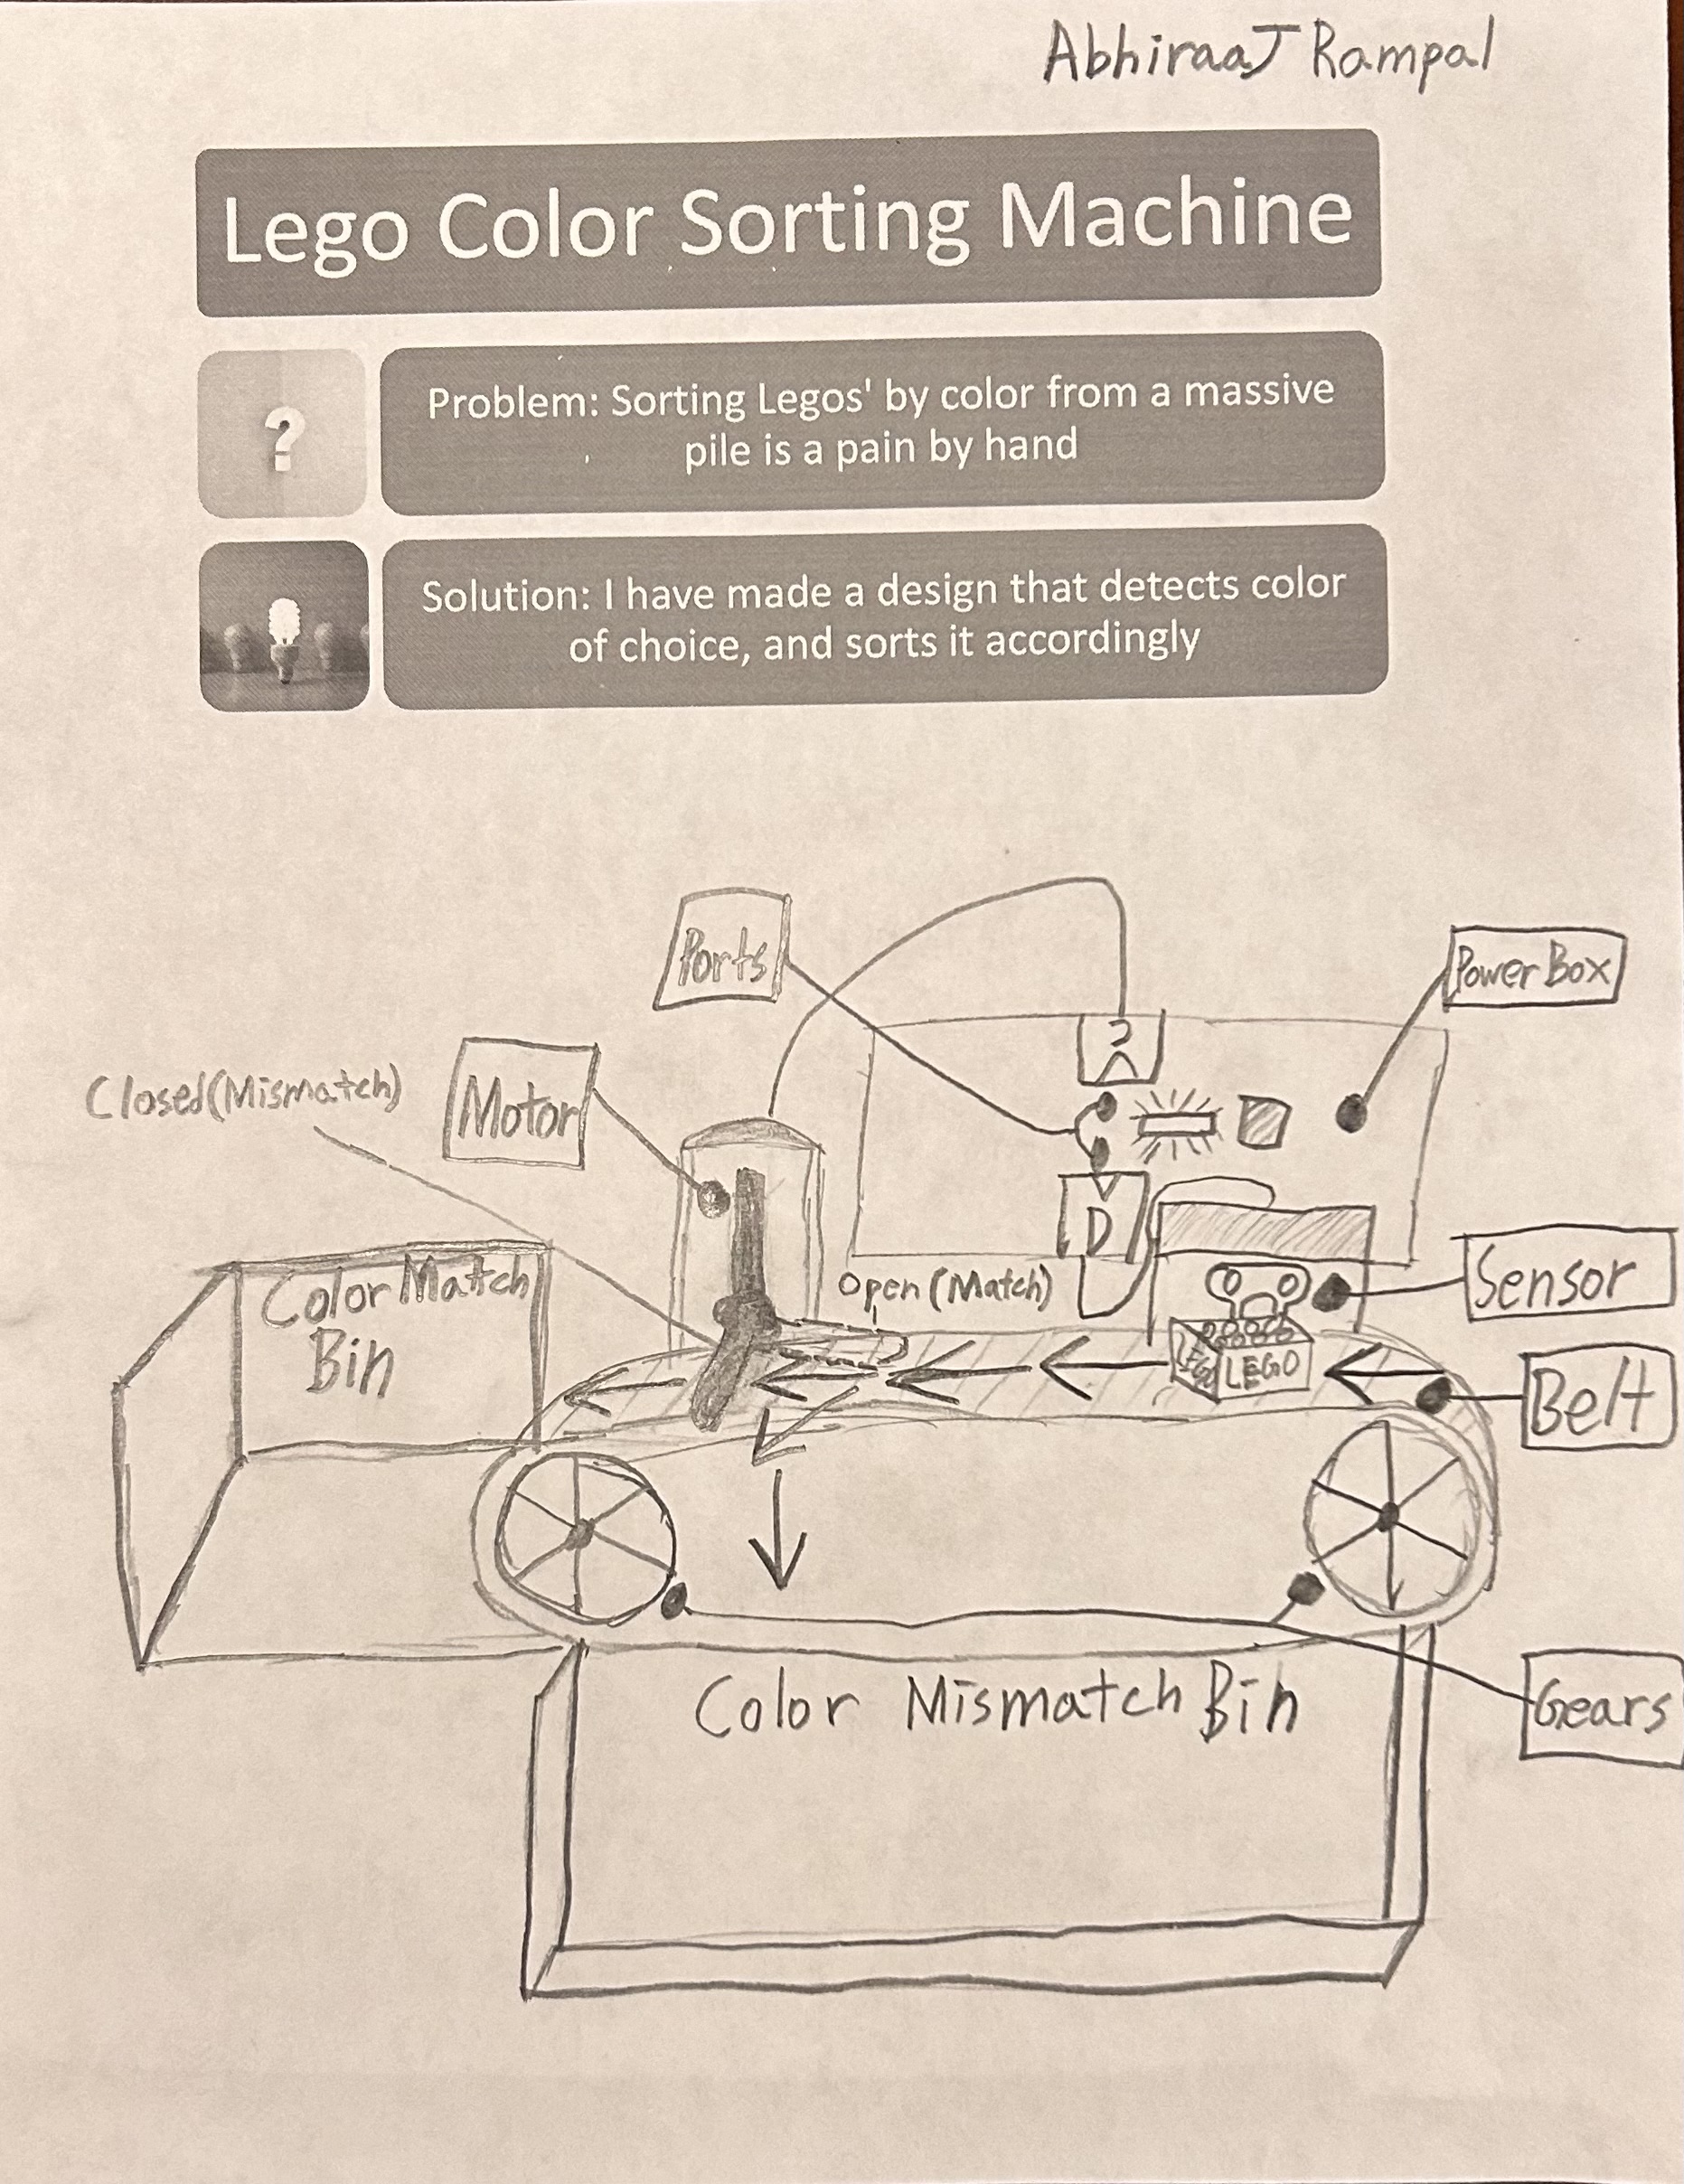 Abhiraaj Rampal
Lego Color Sorting Machine
?
Problem: Sorting Legos' by color from a massive
pile is a pain by hand
Solution: I have made a design that detects color
of choice, and sorts it accordingly
Ports
Power Box
Closed(Mismatch)
Motor
D
Color Match
Bin
Open (Match)
Sensor
LEGO
LEGO
Belt
Color Mismatch Bin
Gears